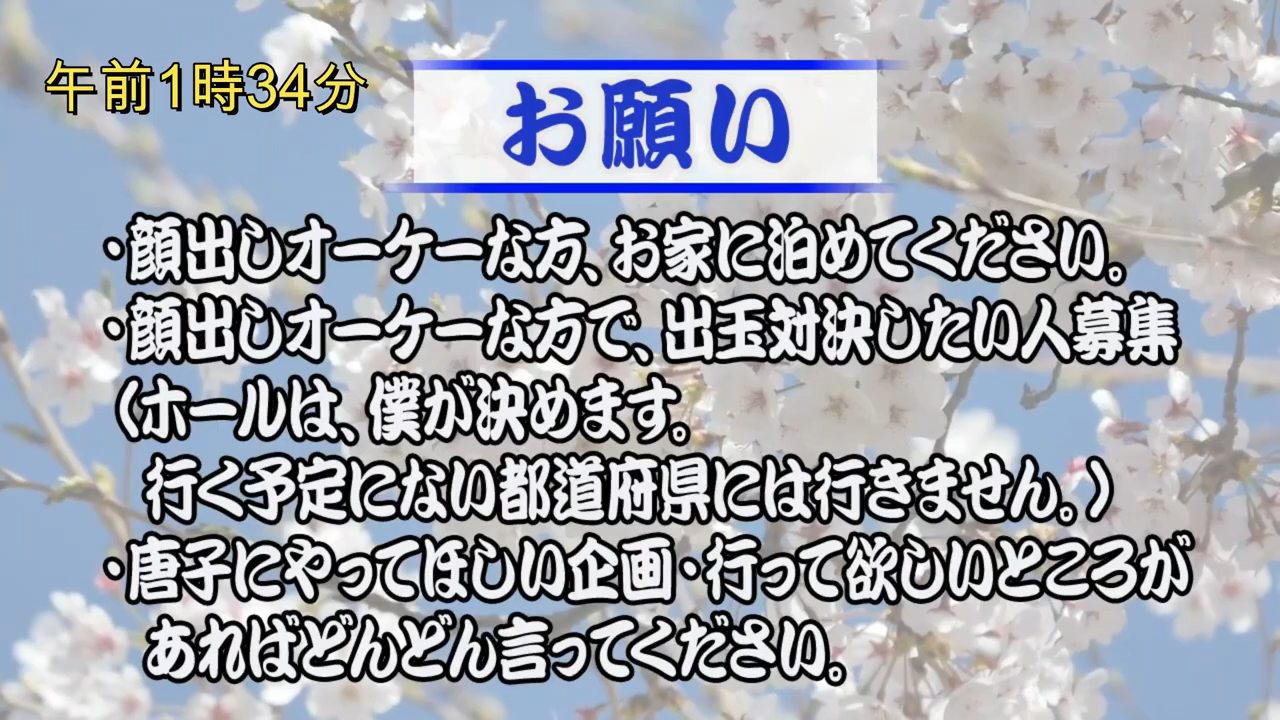 午前1時34分
お願い
・顔出しオーケーな方、お家に泊めてください。
・顔出しオーケーな方で、出玉対決したい人募集
(ホールは、僕が決めます。
行く予定にない都道府県には行きません。)
・唐子にやってほしい企画・行って欲しいところが
あればどんどん言ってください。